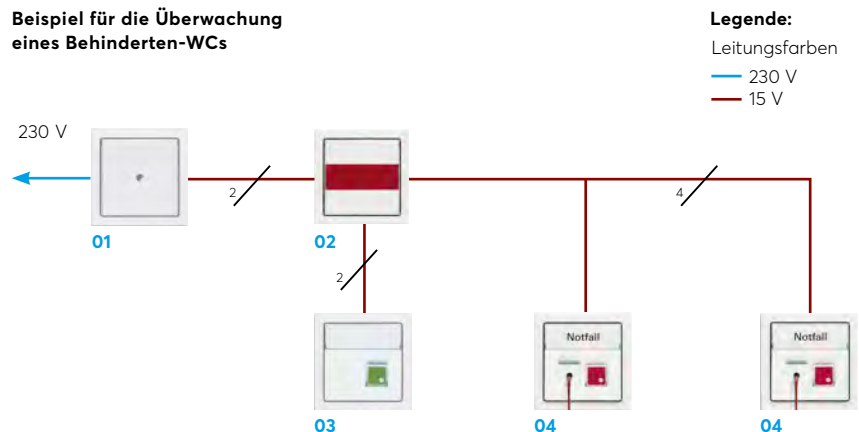 Beispiel für die Überwachung
eines Behinderten-WCs
Legende:
Leitungsfarben
230 V
15 V
230 V
2
4
01
02
2
Notfall
Notfall
03
04
04